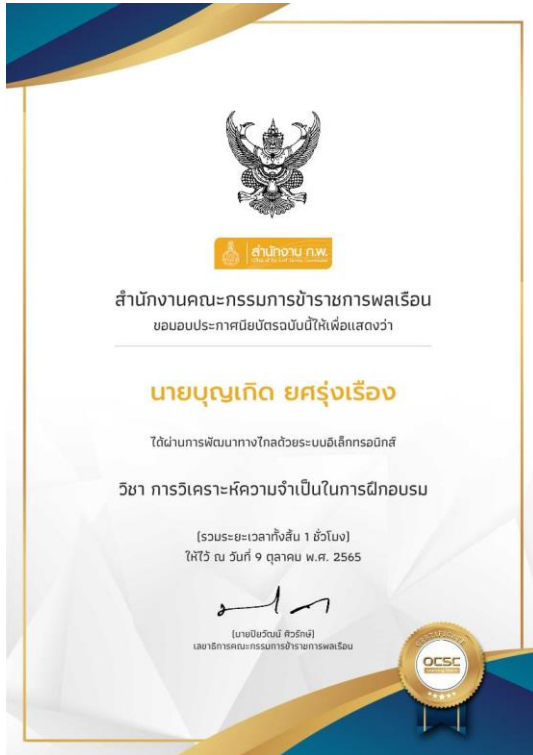 สำนักงาน ก.พ.
สำนักงานคณะกรรมการข้าราชการพลเรือน
ขอมอบประกาศนียบัตรฉบับนี้ให้เพื่อแสดงว่า
นายบุญเกิด ยศรุ่งเรือง
ได้ผ่านการพัฒนาทางไกลด้วยระบบอิเล็กทรอนิกส์
วิชา การวิเคราะห์ความจำเป็นในการฝึกอบรม
(รวมระยะเวลาทั้งสิ้น 1 ชั่วโมง)
ให้ไว้ ณ วันที่ 9 ตุลาคม พ.ศ. 2565
(นายปิยวัฒน์ ศิวรักษ์)
เลขาธิการคณะกรรมการข้าราชการพลเรือน
CERTIFICATE
OCSC